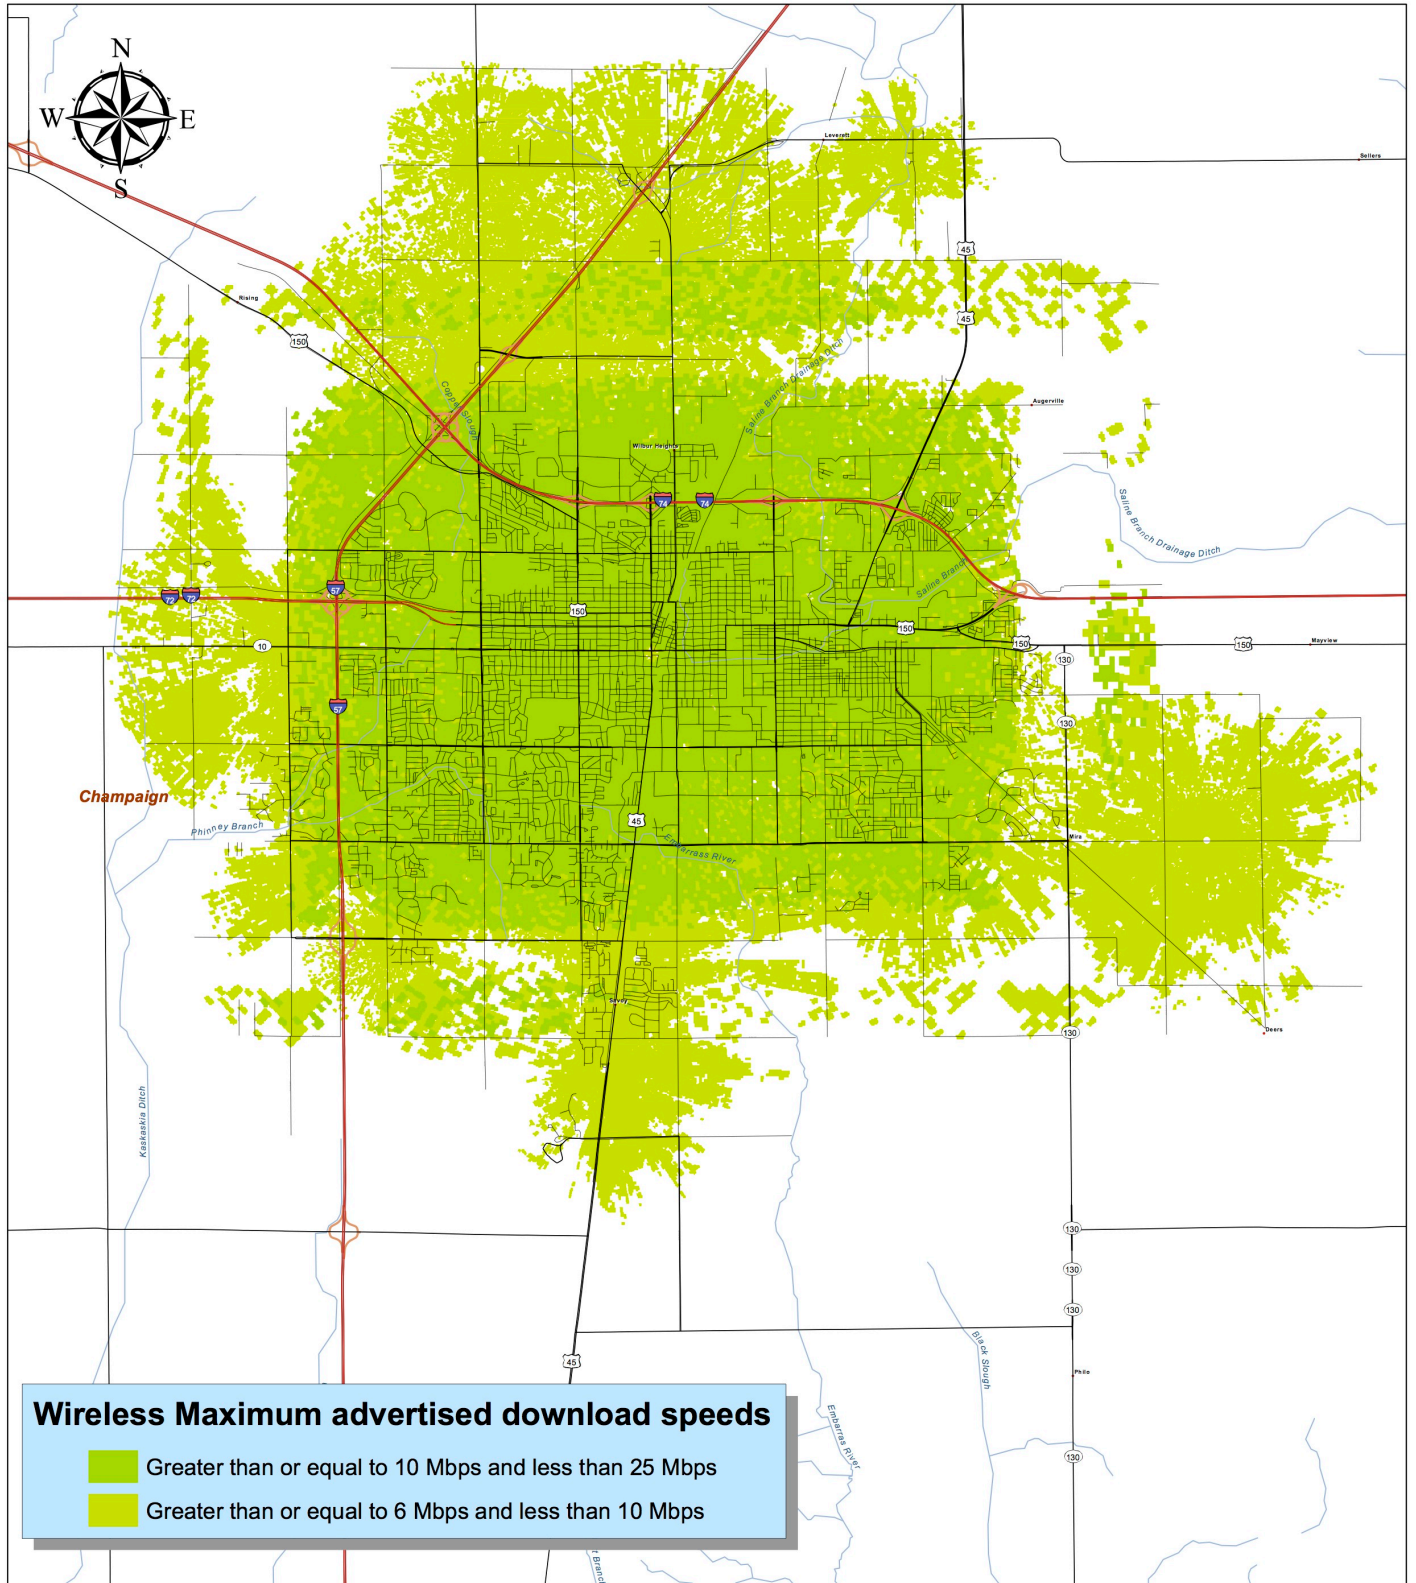 N
W
E
S
Leverett
Sellers
45
Rising
45
150
Saline Branch Drainage Ditch
Copper Slough
Augerville
Wilbur Heights
74
74
Saline Branch Drainage Ditch
57
72
72
Saline Branch
150
150
10
150
150
Mayview
130
57
130
Champaign
45
Phinney Branch
Mira
Embarrass River
Savoy
Deers
130
Kaskaskia Ditch
130
130
130
45
Black Slough
Philo
Wireless Maximum advertised download speeds
Greater than or equal to 10 Mbps and less than 25 Mbps
Greater than or equal to 6 Mbps and less than 10 Mbps
Embarras River
130
t Branch